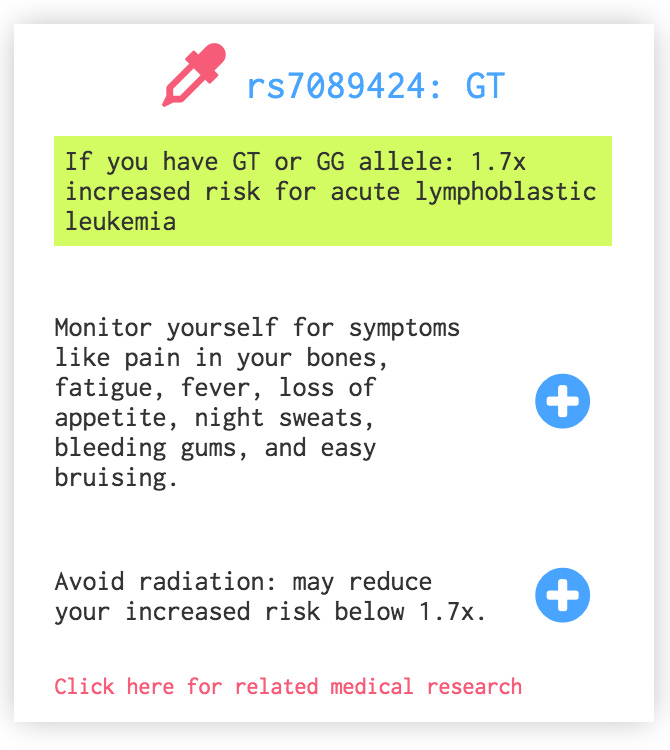 rs7089424: GT
If you have GT or GG allele: 1.7x
increased risk for acute lymphoblastic
leukemia
Monitor yourself for symptoms
like pain in your bones,
fatigue, fever, loss of
appetite, night sweats,
bleeding gums, and easy
bruising.
Avoid radiation: may reduce
your increased risk below 1.7x.
Click here for related medical research